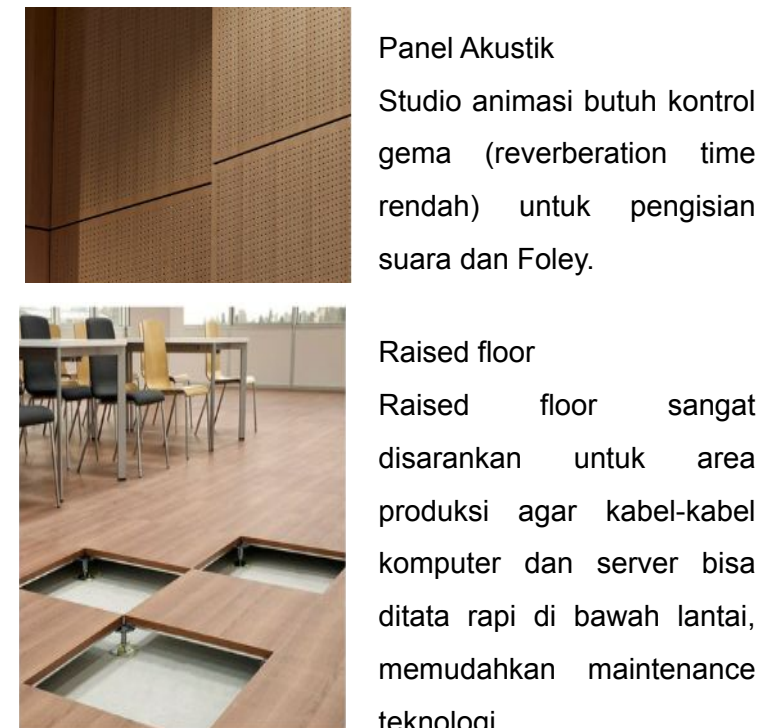 Panel Akustik
Studio animasi butuh kontrol
gema (reverberation time
rendah) untuk pengisian
suara dan Foley.
Raised floor
Raised floor sangat
disarankan untuk area
produksi agar kabel-kabel
komputer dan server bisa
ditata rapi di bawah lantai,
memudahkan maintenance
teknologi